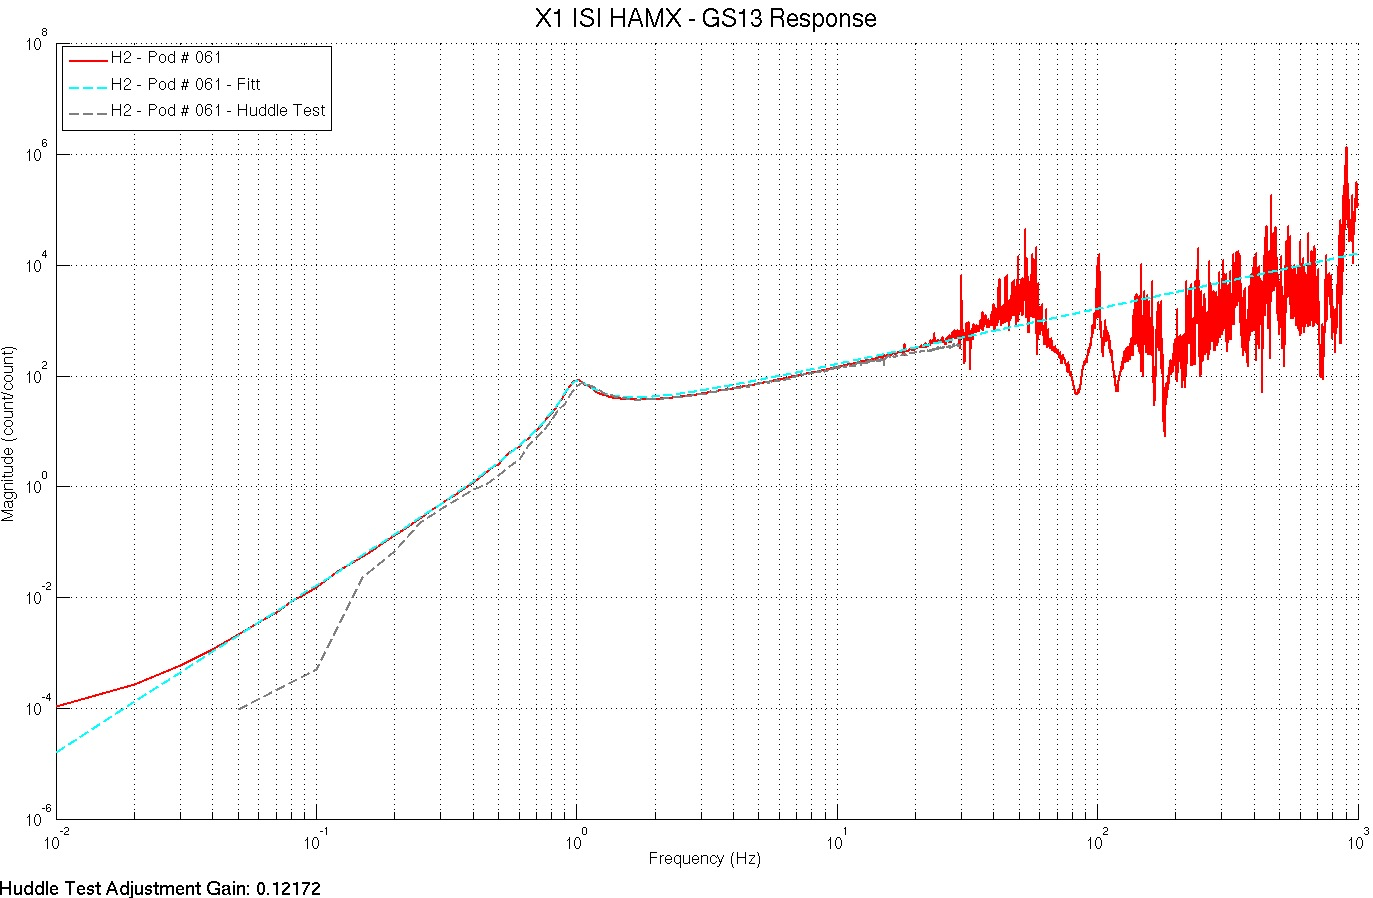 X1 ISI HAMX - GS13 Response
H2 - Pod # 061
H2 - Pod # 061 - Fitt
H2 - Pod # 061 - Huddle Test
Magnitude (count/count)
10^8
10^6
10^4
10^2
10^0
10^-2
10^-4
10^-6
10^-2 10^-1 10^0 10^1 10^2 10^3
Frequency (Hz)
Huddle Test Adjustment Gain: 0.12172